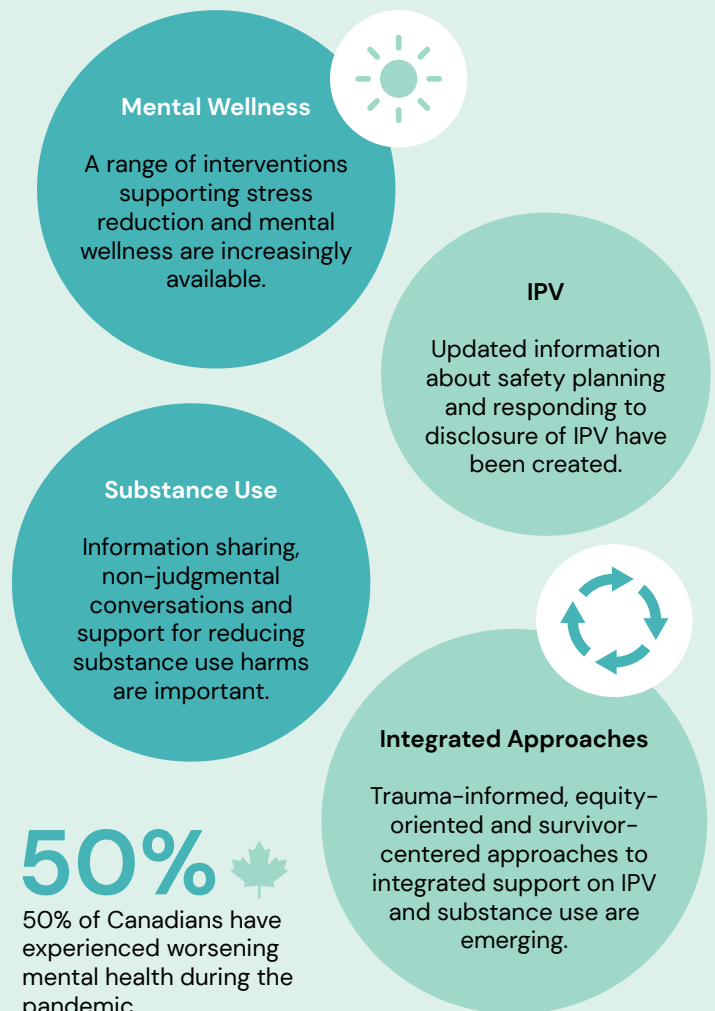 Mental Wellness
A range of interventions
supporting stress
reduction and mental
wellness are increasingly
available.
IPV
Updated information
about safety planning
and responding to
disclosure of IPV have
been created.
Substance Use
Information sharing,
non-judgmental
conversations and
support for reducing
substance use harms
are important.
Integrated Approaches
Trauma-informed, equity-
oriented and survivor-
centered approaches to
integrated support on IPV
and substance use are
emerging.
50%
50% of Canadians have
experienced worsening
mental health during the
pandemic